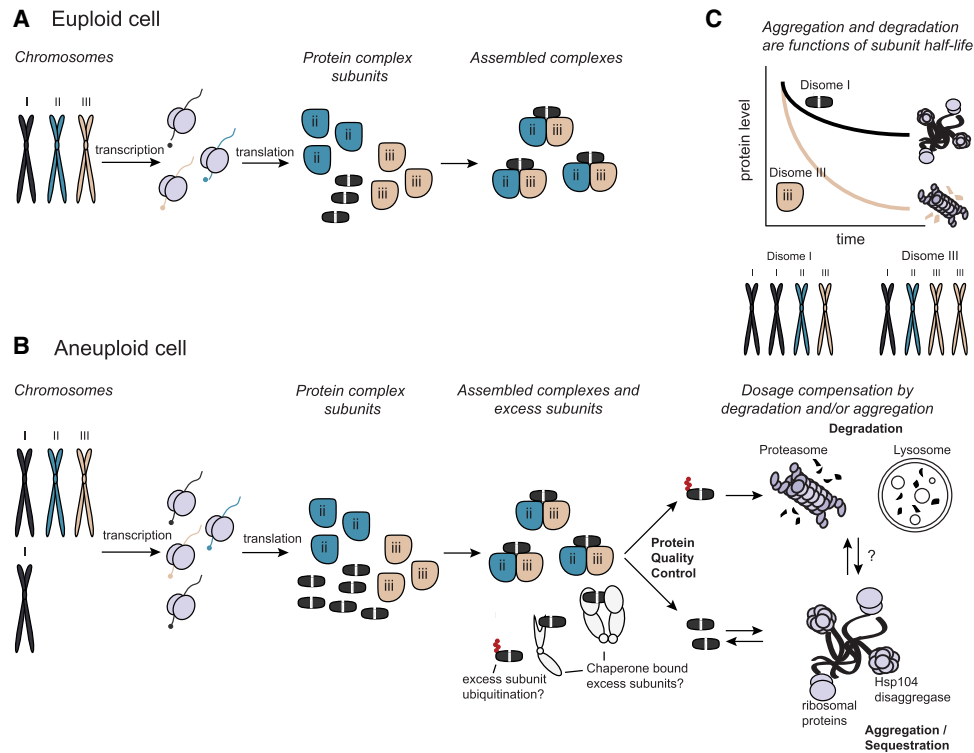 A Euploid cell
Chromosomes
Protein complex
subunits
Assembled complexes
I II III
transcription
translation
ii
ii
ii
iii
iii
iii
ii iii
ii iii
ii iii
C
Aggregation and degradation
are functions of subunit half-life
protein level
Disome I
Disome III
iii
time
Disome I
I I II III
Disome III
I II III III
B Aneuploid cell
Chromosomes
Protein complex
subunits
Assembled complexes and
excess subunits
Dosage compensation by
degradation and/or aggregation
I II III
I
transcription
translation
ii
ii
ii
iii
iii
iii
ii iii
ii iii
ii iii
excess subunit
ubiquitination?
Chaperone bound
excess subunits?
Protein
Quality
Control
Degradation
Proteasome
Lysosome
?
Hsp104
disaggregase
ribosomal
proteins
Aggregation /
Sequestration